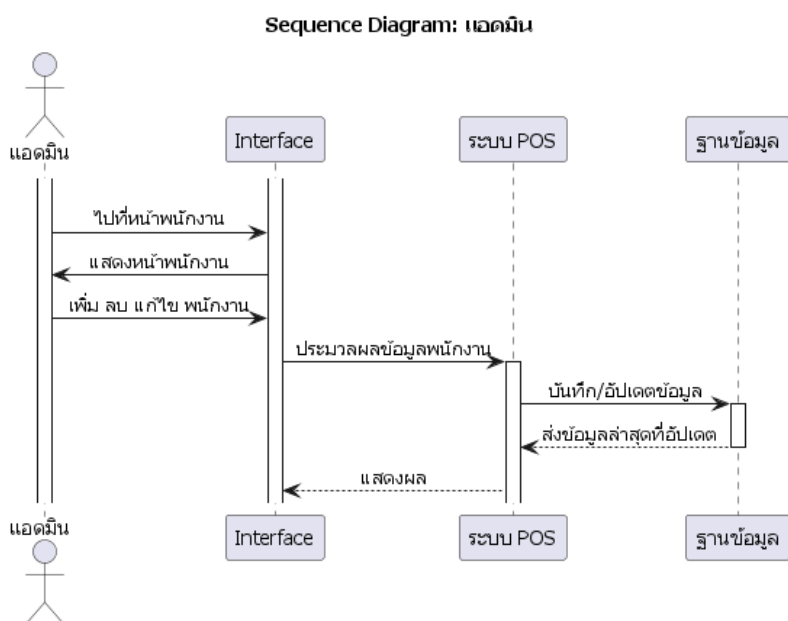 Sequence Diagram: แอดมิน
แอดมิน
Interface
ระบบ POS
ฐานข้อมูล
ไปที่หน้าพนักงาน
แสดงหน้าพนักงาน
เพิ่ม ลบ แก้ไข พนักงาน
ประมวลผลข้อมูลพนักงาน
บันทึก/อัปเดตข้อมูล
ส่งข้อมูลล่าสุดที่อัปเดต
แสดงผล
แอดมิน
Interface
ระบบ POS
ฐานข้อมูล